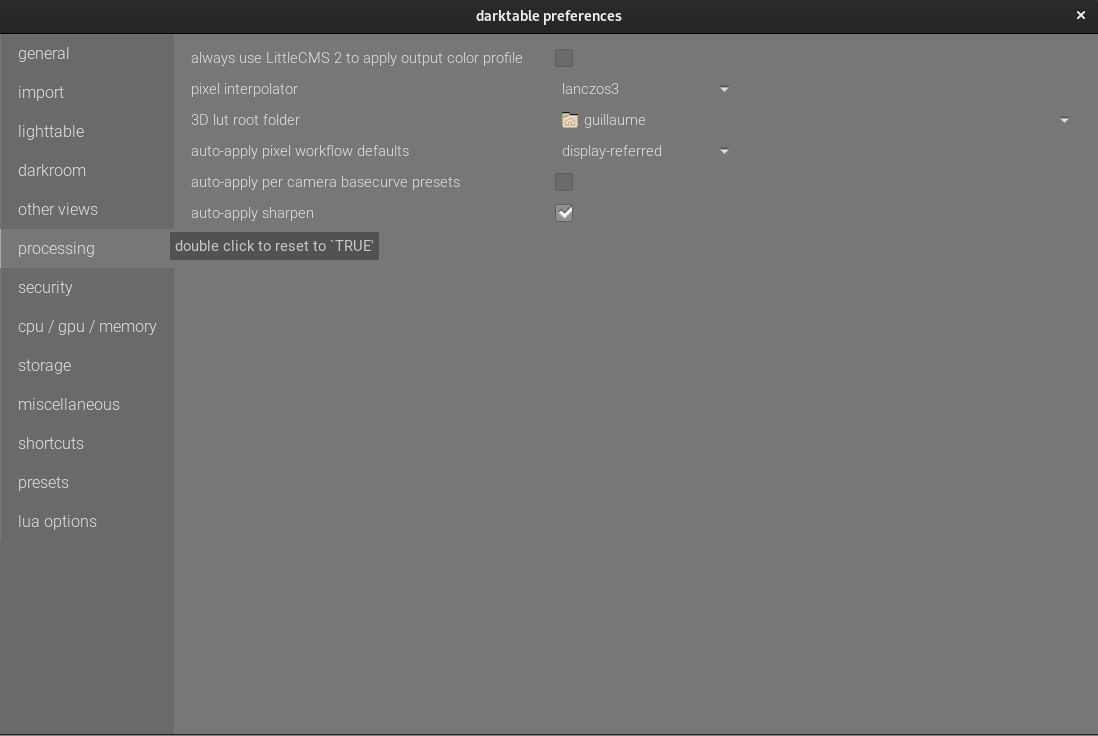 darktable preferences
general
import
lighttable
darkroom
other views
processing
security
cpu / gpu / memory
storage
miscellaneous
shortcuts
presets
lua options
always use LittleCMS 2 to apply output color profile
pixel interpolator lanczos3
3D lut root folder guillaume
auto-apply pixel workflow defaults display-referred
auto-apply per camera basecurve presets
auto-apply sharpen
double click to reset to `TRUE'